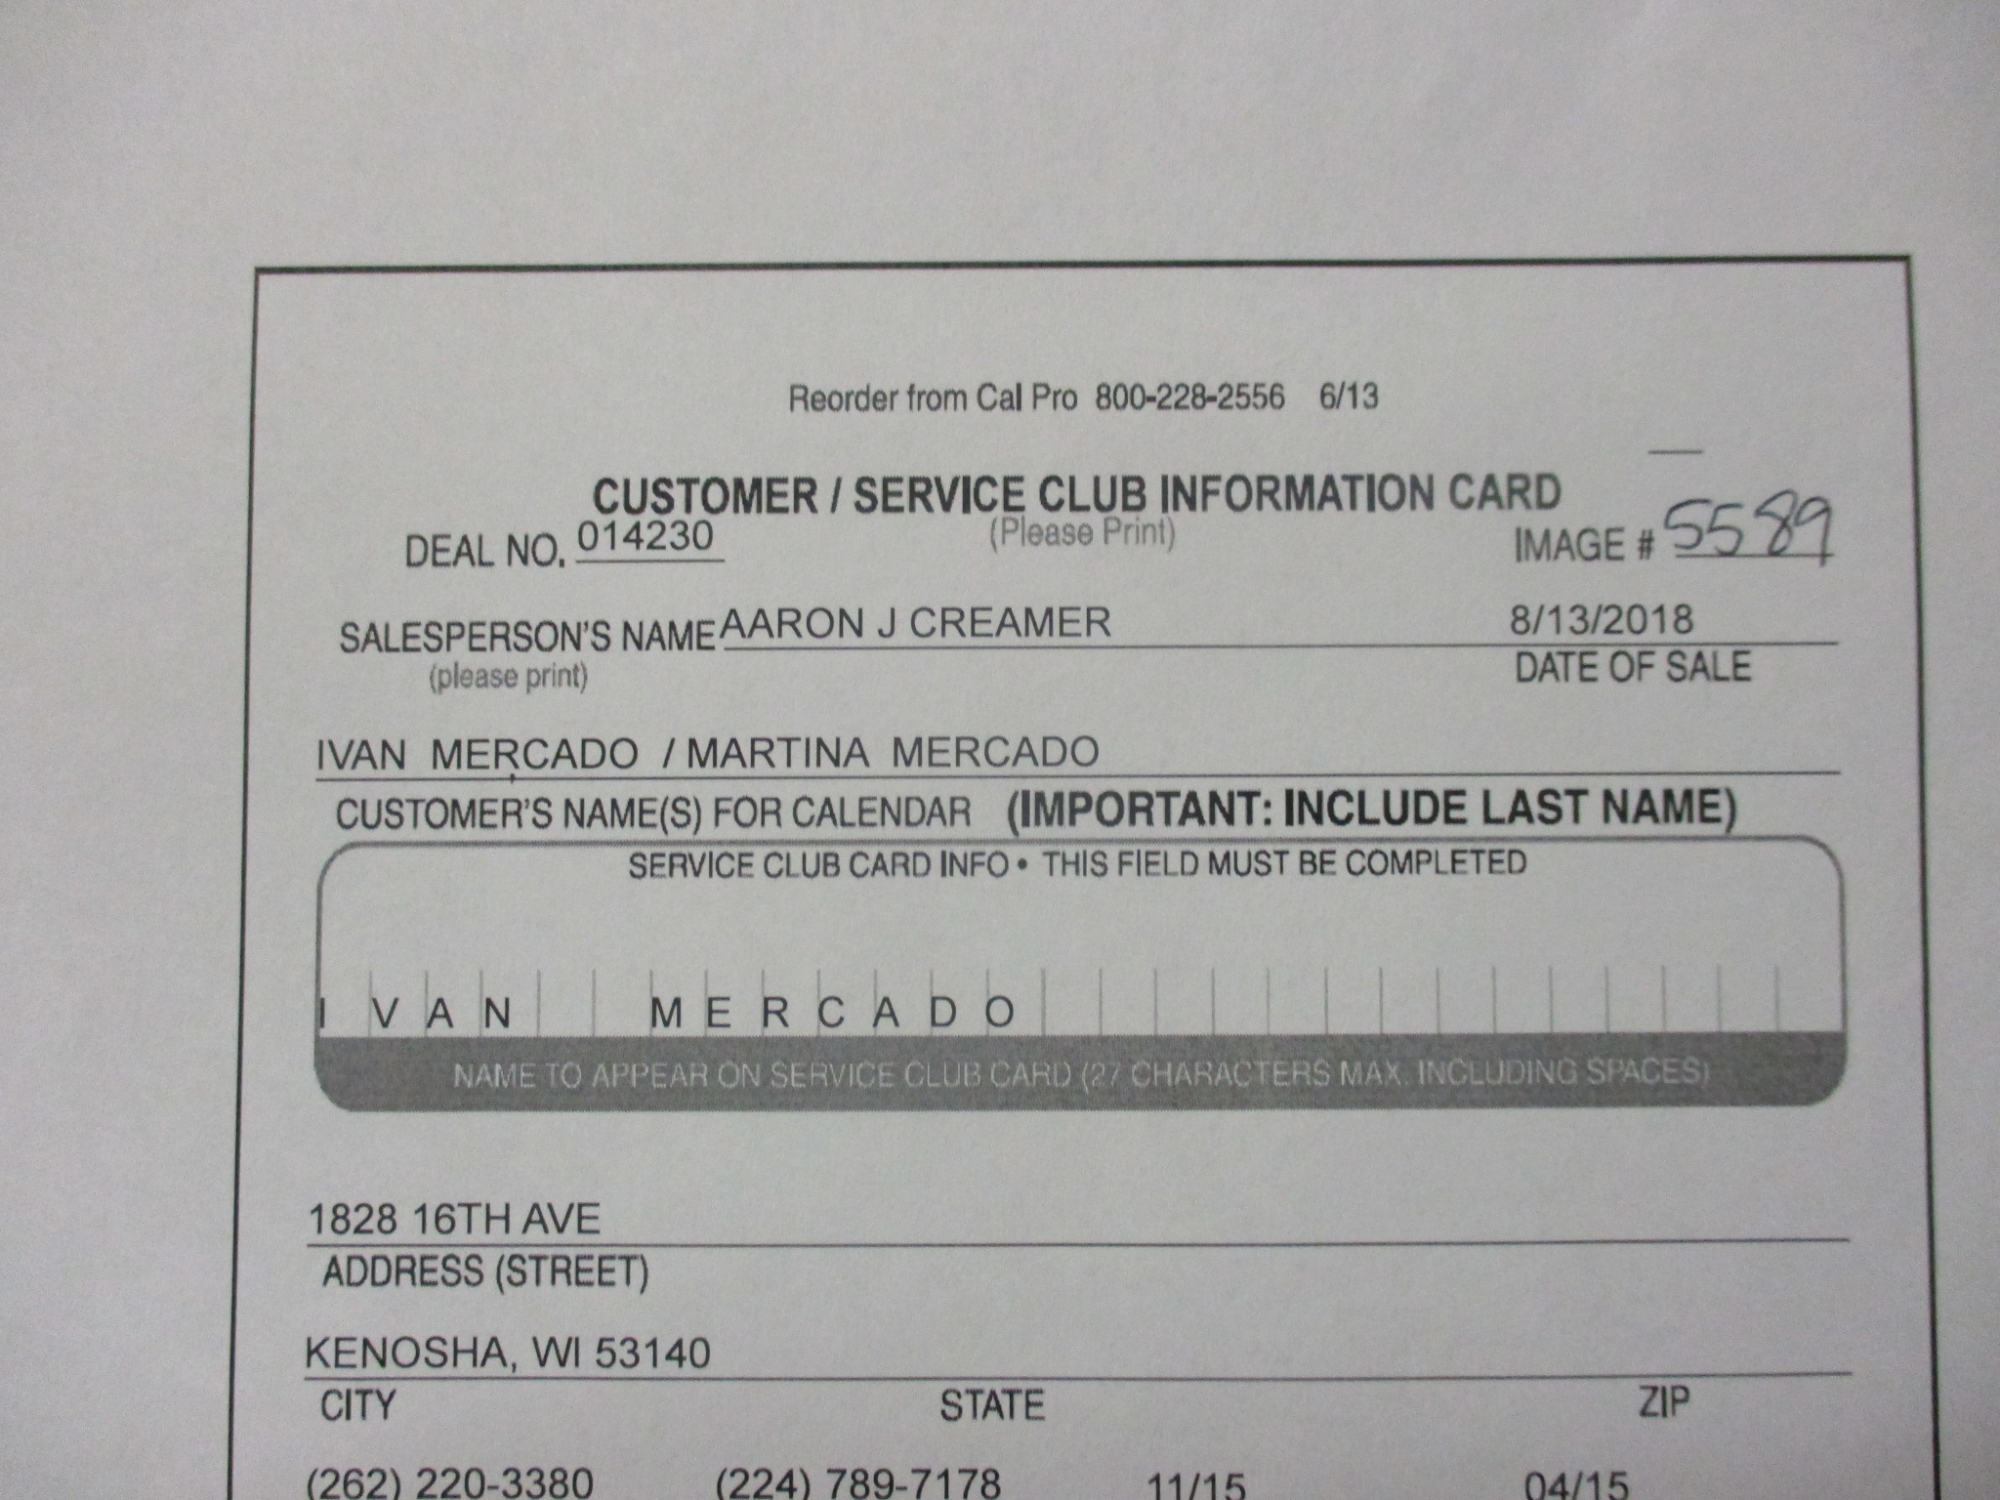 Reorder from Cal Pro 800-228-2556 6/13
CUSTOMER / SERVICE CLUB INFORMATION CARD
(Please Print)
DEAL NO. 014230 IMAGE # 5589
SALESPERSON'S NAME AARON J CREAMER 8/13/2018
(please print) DATE OF SALE
IVAN MERCADO / MARTINA MERCADO
CUSTOMER'S NAME(S) FOR CALENDAR (IMPORTANT: INCLUDE LAST NAME)
SERVICE CLUB CARD INFO • THIS FIELD MUST BE COMPLETED
IVAN MERCADO
NAME TO APPEAR ON SERVICE CLUB CARD (27 CHARACTERS MAX. INCLUDING SPACES)
1828 16TH AVE
ADDRESS (STREET)
KENOSHA, WI 53140
CITY STATE ZIP
(262) 220-3380 (224) 789-7178 11/15 04/15